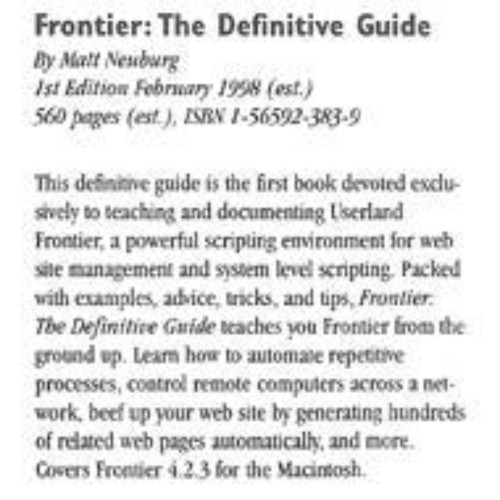 Frontier: The Definitive Guide
By Matt Neuburg
1st Edition February 1998 (est.)
560 pages (est.), ISBN 1-56592-383-9
This definitive guide is the first book devoted exclu-
sively to teaching and documenting Userland
Frontier, a powerful scripting environment for web
site management and system level scripting. Packed
with examples, advice, tricks, and tips, Frontier:
The Definitive Guide teaches you Frontier from the
ground up. Learn how to automate repetitive
processes, control remote computers across a net-
work, beef up your web site by generating hundreds
of related web pages automatically, and more.
Covers Frontier 4.2.3 for the Macintosh.